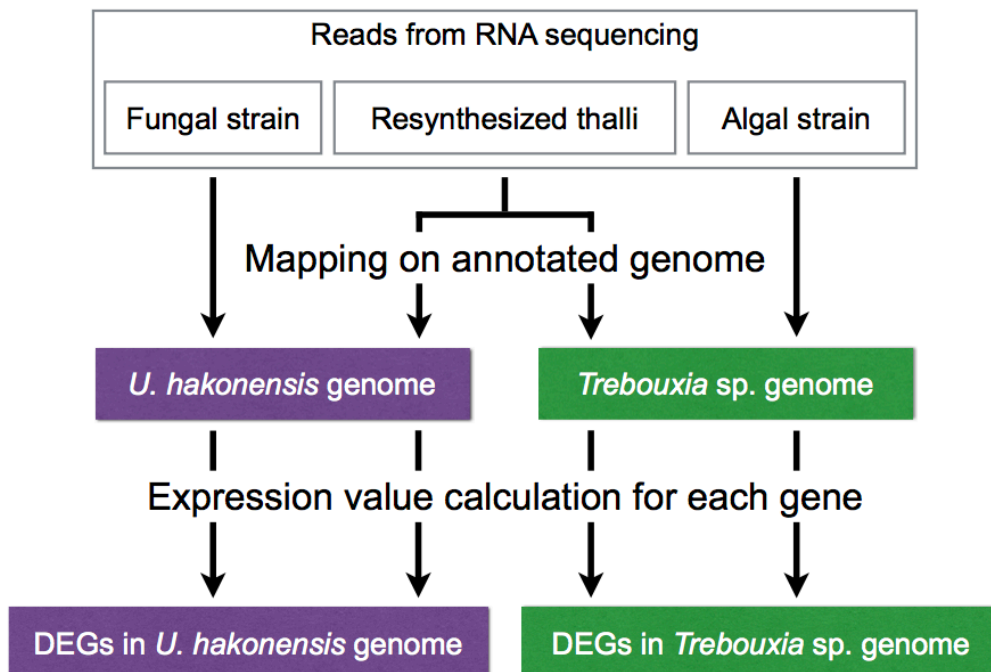 Reads from RNA sequencing
Fungal strain
Resynthesized thalli
Algal strain
Mapping on annotated genome
U. hakonensis genome
Trebouxia sp. genome
Expression value calculation for each gene
DEGs in U. hakonensis genome
DEGs in Trebouxia sp. genome